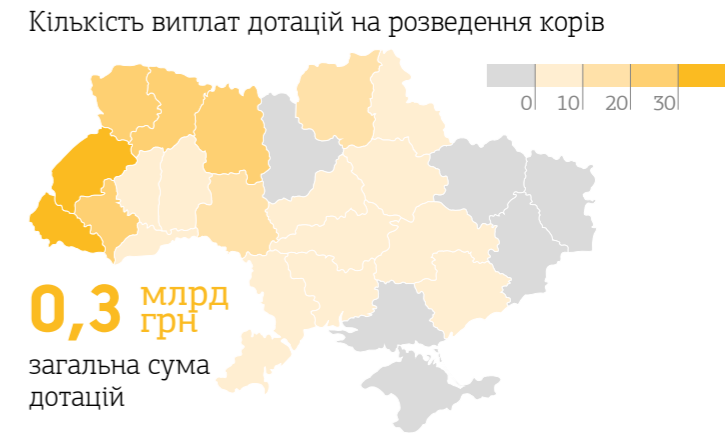 Кількість виплат дотацій на розведення корів
0 10 20 30
0,3 млрд
грн
загальна сума
дотацій